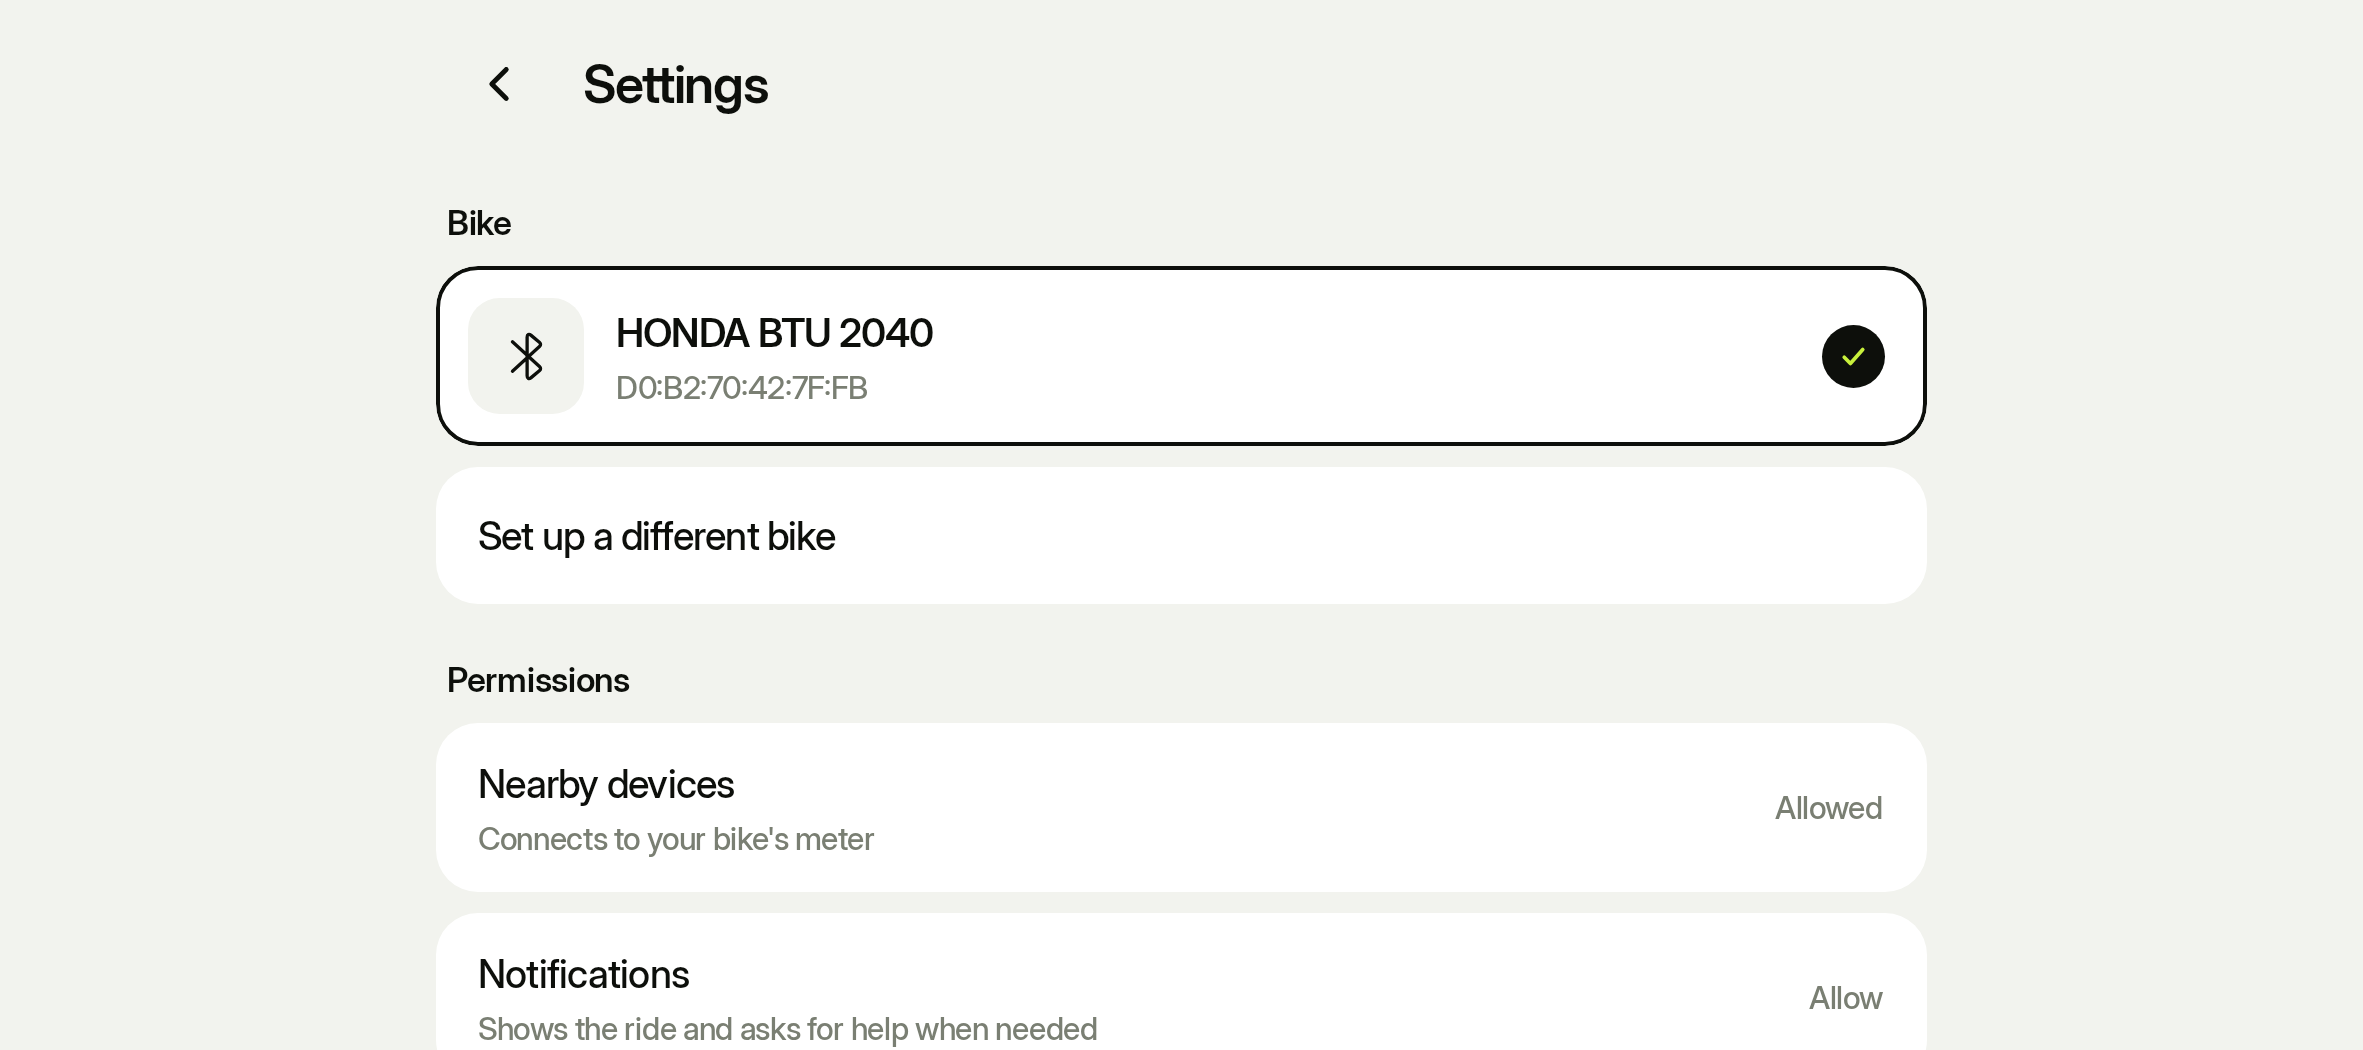 Settings
Bike
HONDA BTU 2040
D0:B2:70:42:7F:FB
Set up a different bike
Permissions
Nearby devices
Connects to your bike's meter
Allowed
Notifications
Shows the ride and asks for help when needed
Allow